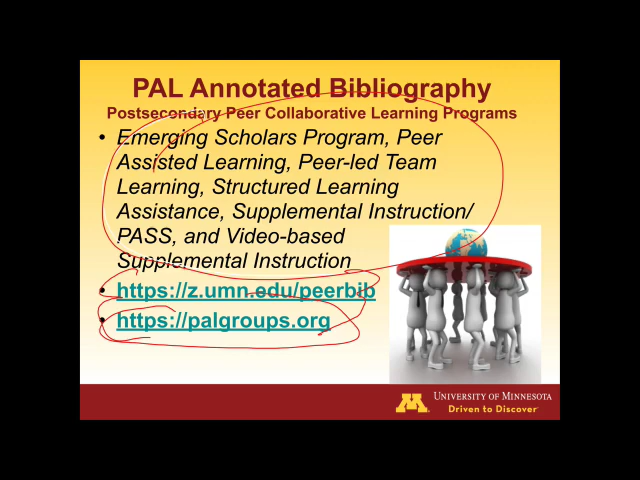 PAL Annotated Bibliography
Postsecondary Peer Collaborative Learning Programs
• Emerging Scholars Program, Peer
Assisted Learning, Peer-led Team
Learning, Structured Learning
Assistance, Supplemental Instruction/
PASS, and Video-based
Supplemental Instruction
• https://z.umn.edu/peerbib
• https://palgroups.org
M
UNIVERSITY OF MINNESOTA
Driven to Discover